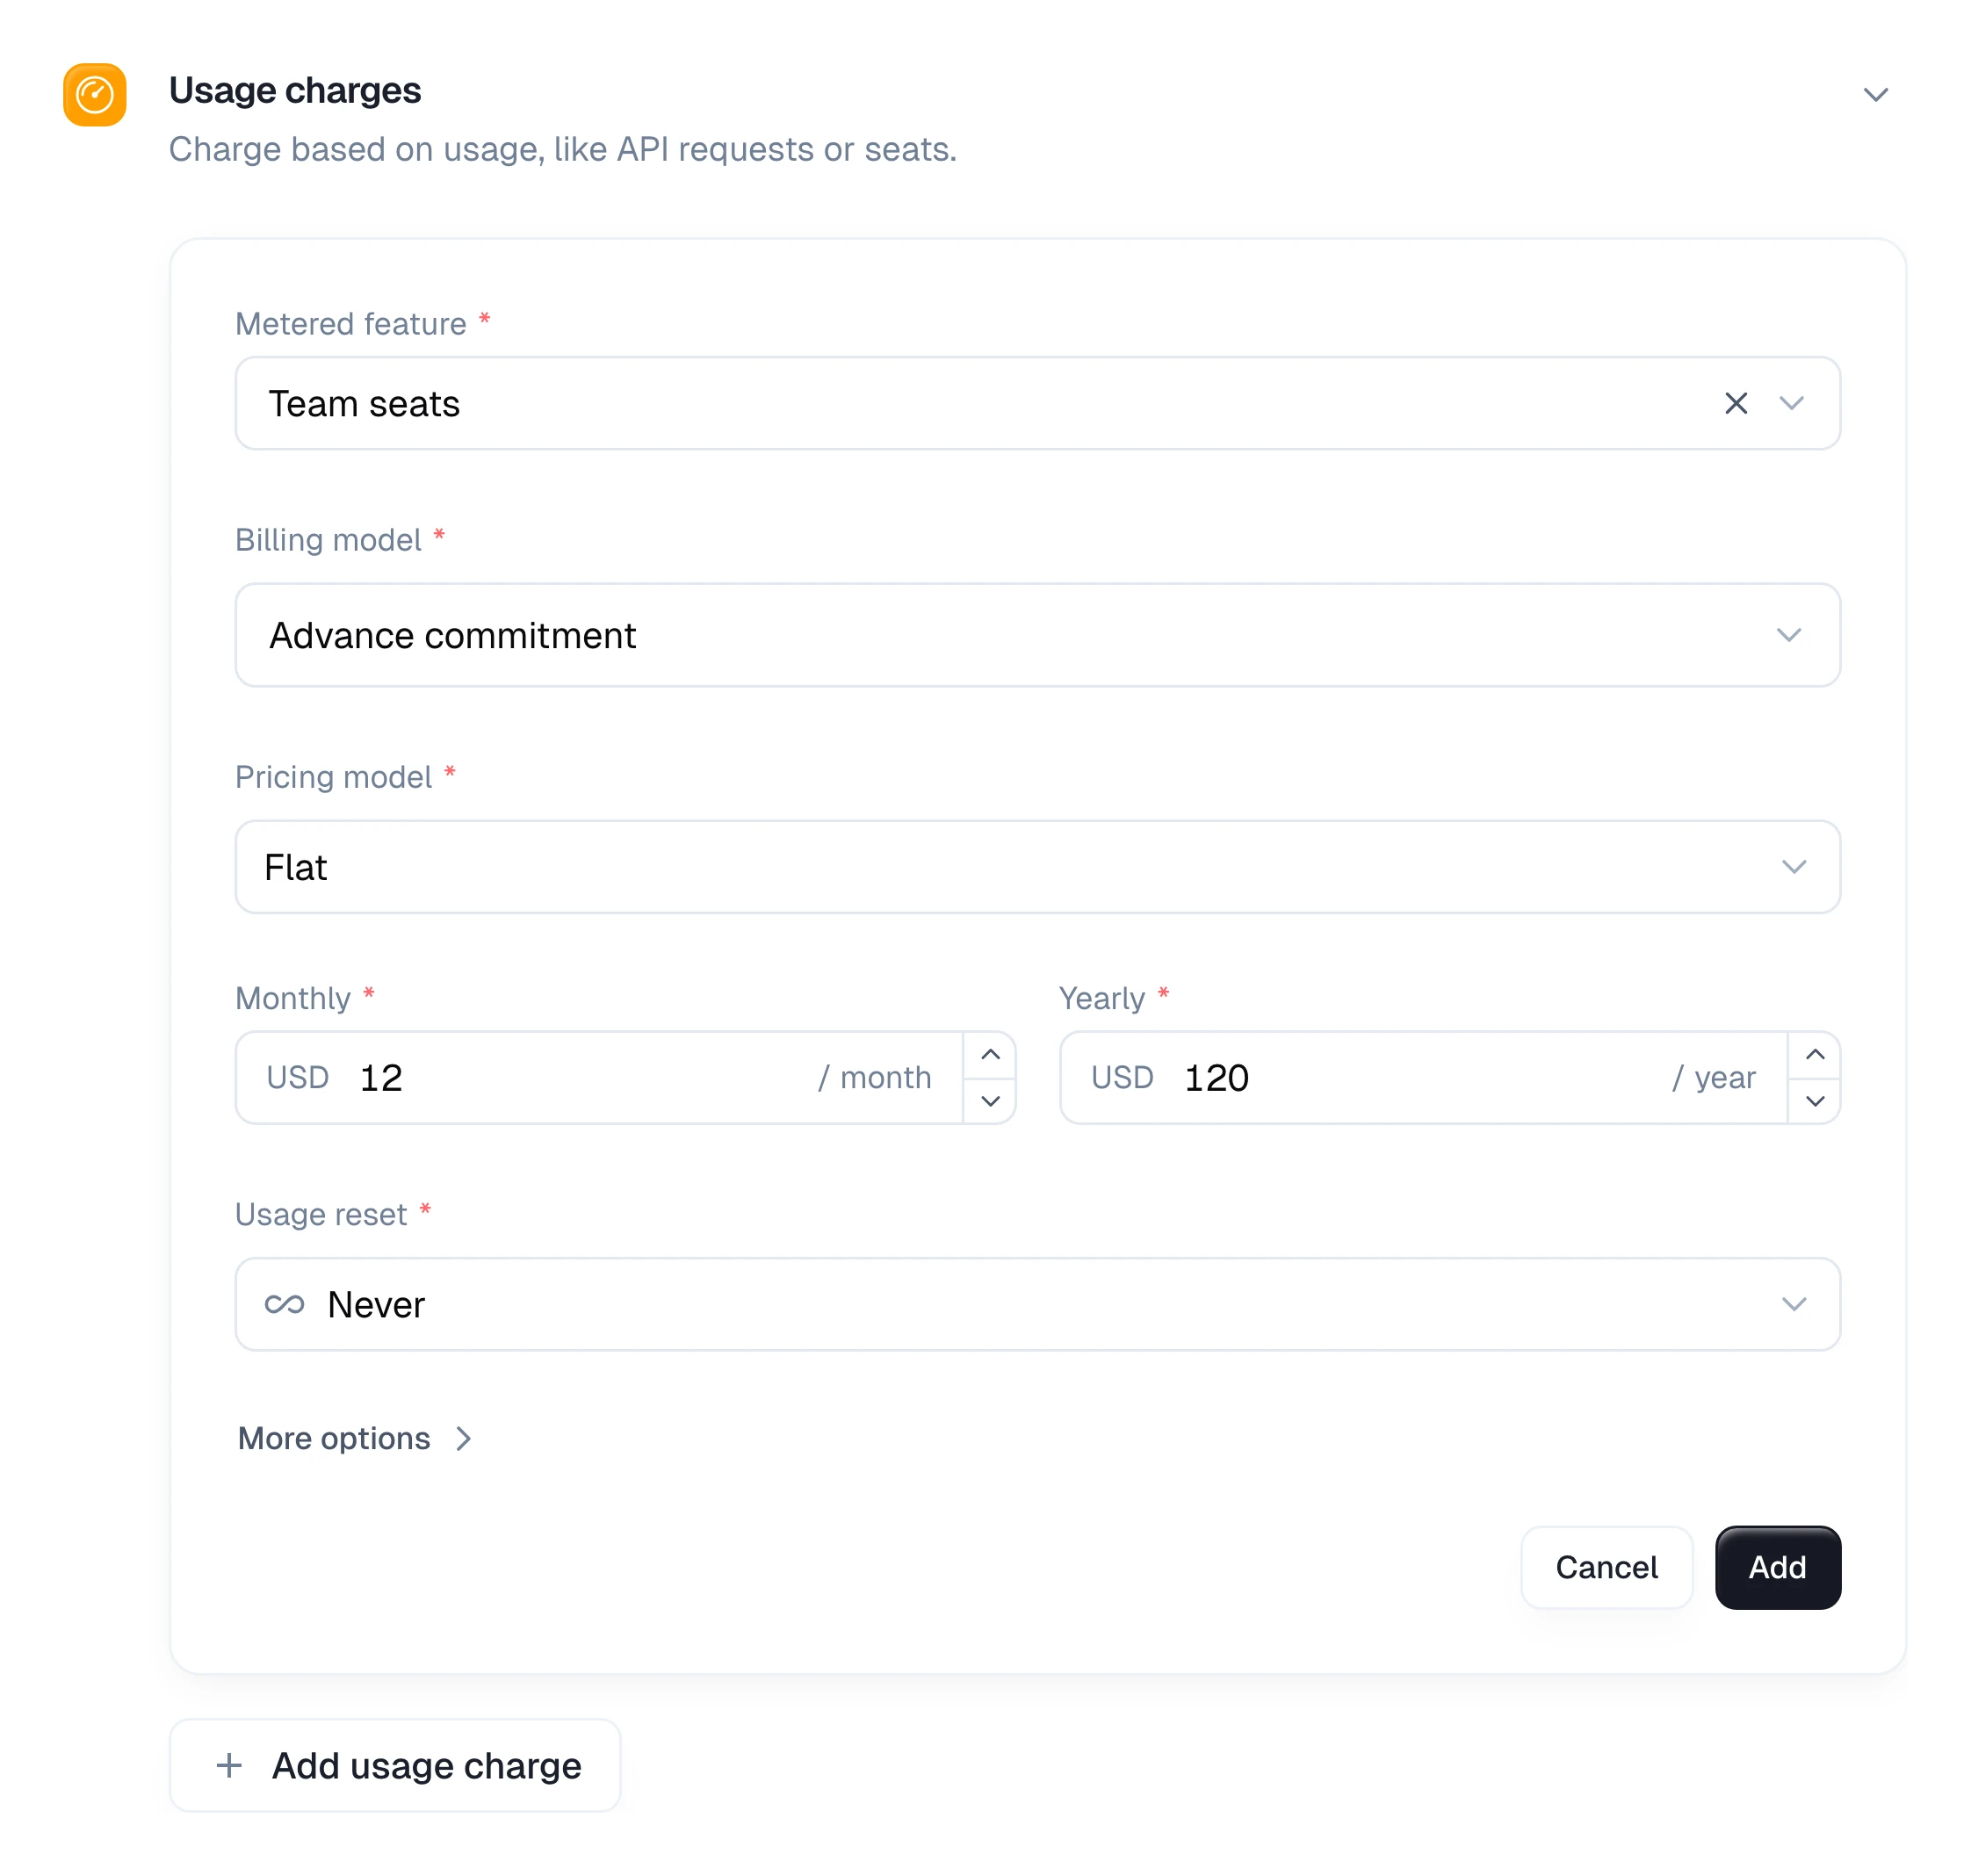 Usage charges
Charge based on usage, like API requests or seats.
Metered feature *
Team seats
Billing model *
Advance commitment
Pricing model *
Flat
Monthly *
USD 12 / month
Yearly *
USD 120 / year
Usage reset *
Never
More options
Cancel
Add
Add usage charge